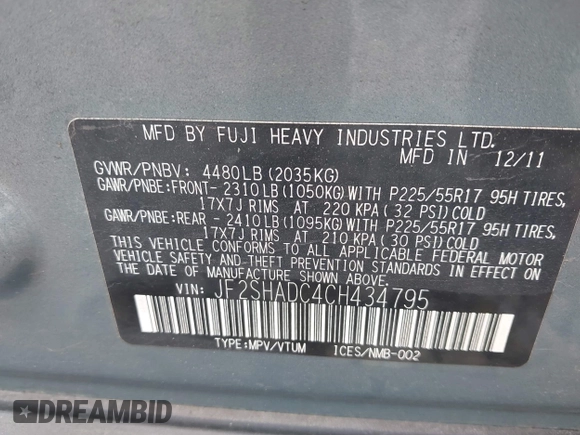 MFD BY FUJI HEAVY INDUSTRIES LTD.
MFD IN 12/11
GVWR/PNBV: 4480LB(2035KG)
GAWR/PNBE:FRONT- 2310LB(1050KG)WITH P225/55R17 95H TIRES,
17X7J RIMS AT 220 KPA(32 PSI)COLD
GAWR/PNBE:REAR -2410LB(1095KG)WITH P225/55R17 95H TIRES,
17X7J RIMS AT 210 KPA(30 PSI)COLD
THIS VEHICLE CONFORMS TO ALL APPLICABLE FEDERAL MOTOR
VEHICLE SAFETY AND THEFT PREVENTION STANDARDS IN EFFECT
ON THE DATE OF MANUFACTURE SHOWN ABOVE.
VIN: JF2SHADC4CH434795
TYPE:MPV/VTUM ICES/NMB-002
DREAMBID